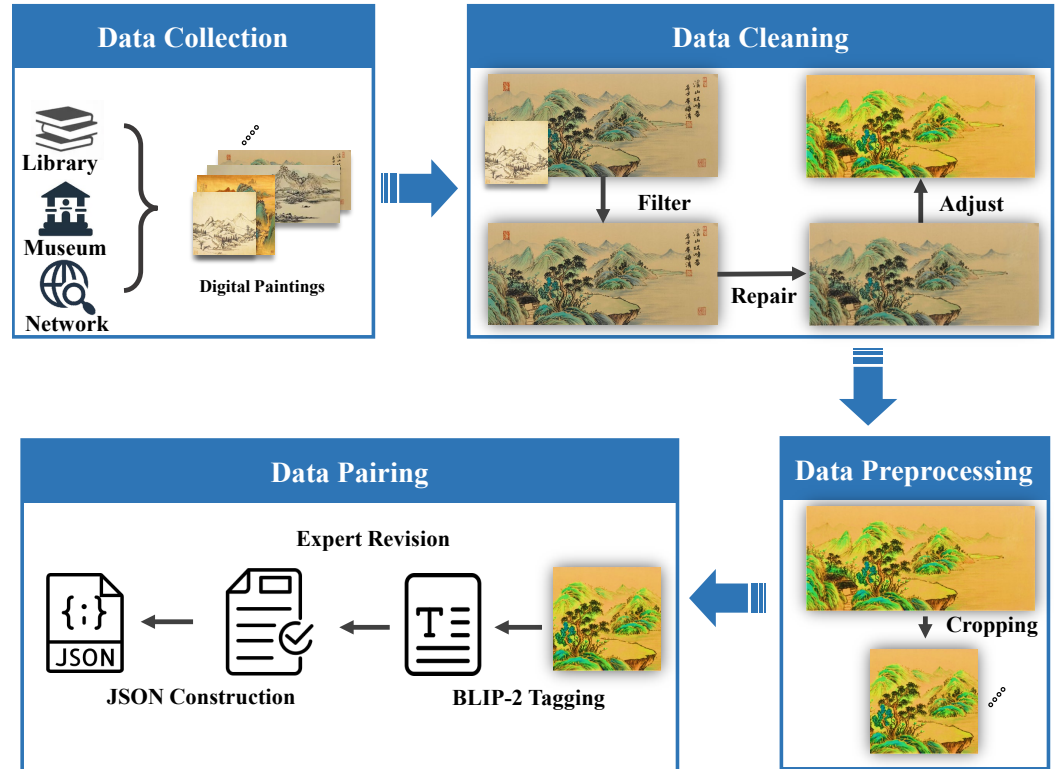 Data Collection
Library
Museum
Network
Digital Paintings
Data Cleaning
Filter
Repair
Adjust
Data Preprocessing
Cropping
Data Pairing
Expert Revision
BLIP-2 Tagging
T
JSON Construction
{;}
JSON